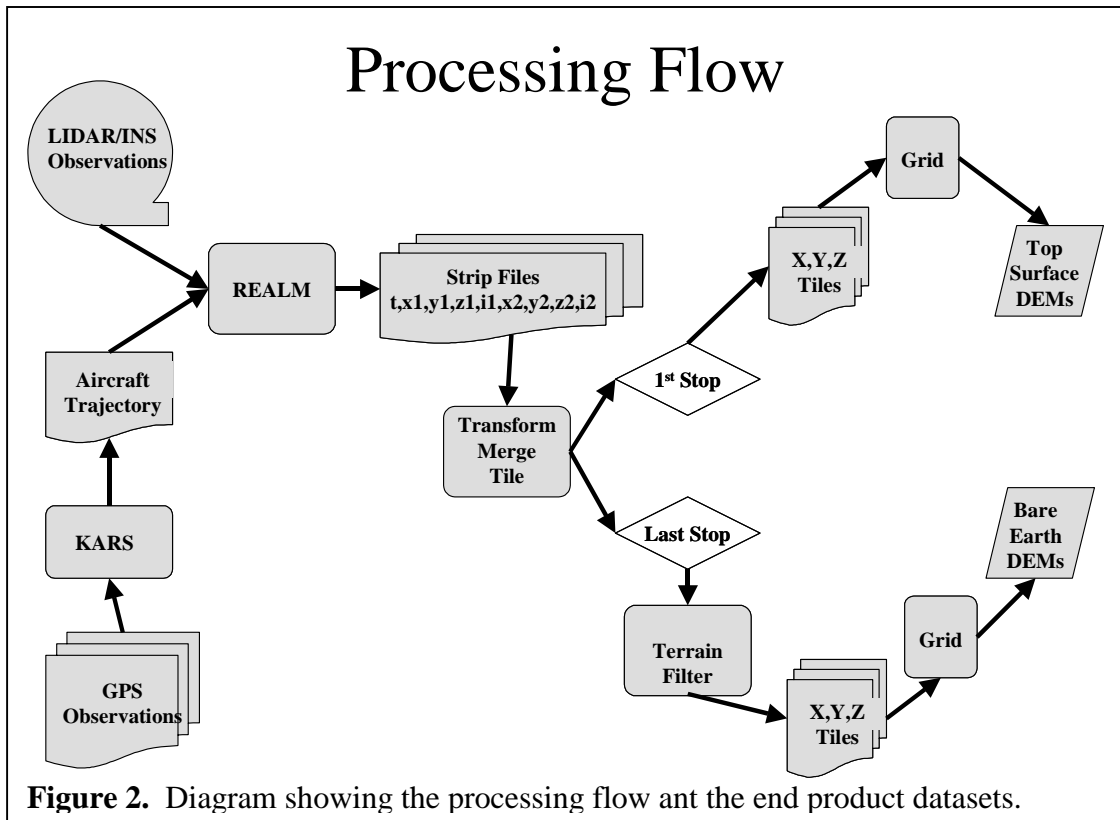 Processing Flow
LIDAR/INS
Observations
REALM
Strip Files
t,x1,y1,z1,i1,x2,y2,z2,i2
Aircraft
Trajectory
KARS
GPS
Observations
Transform
Merge
Tile
1st Stop
X,Y,Z
Tiles
Grid
Top
Surface
DEMs
Last Stop
Terrain
Filter
X,Y,Z
Tiles
Grid
Bare
Earth
DEMs
Figure 2. Diagram showing the processing flow ant the end product datasets.